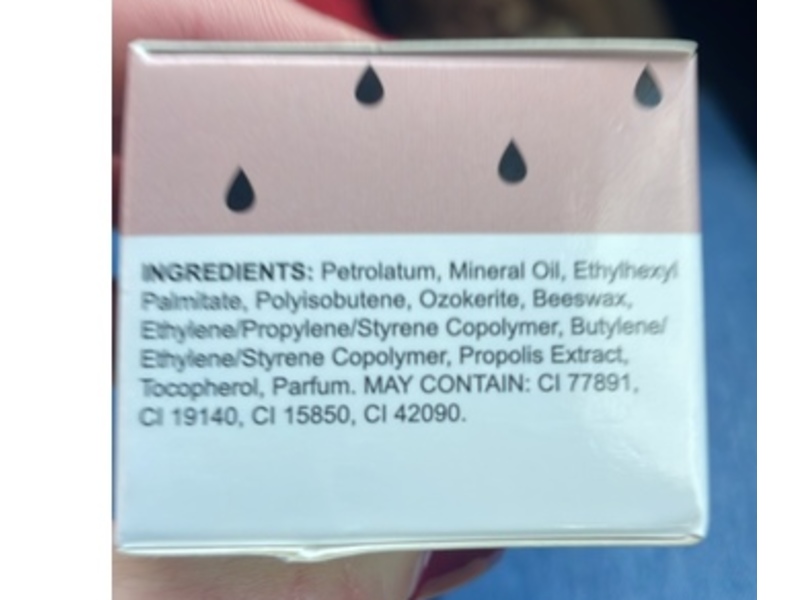 INGREDIENTS: Petrolatum, Mineral Oil, Ethylhexyl
Palmitate, Polyisobutene, Ozokerite, Beeswax,
Ethylene/Propylene/Styrene Copolymer, Butylene/
Ethylene/Styrene Copolymer, Propolis Extract,
Tocopherol, Parfum. MAY CONTAIN: CI 77891,
CI 19140, CI 15850, CI 42090.